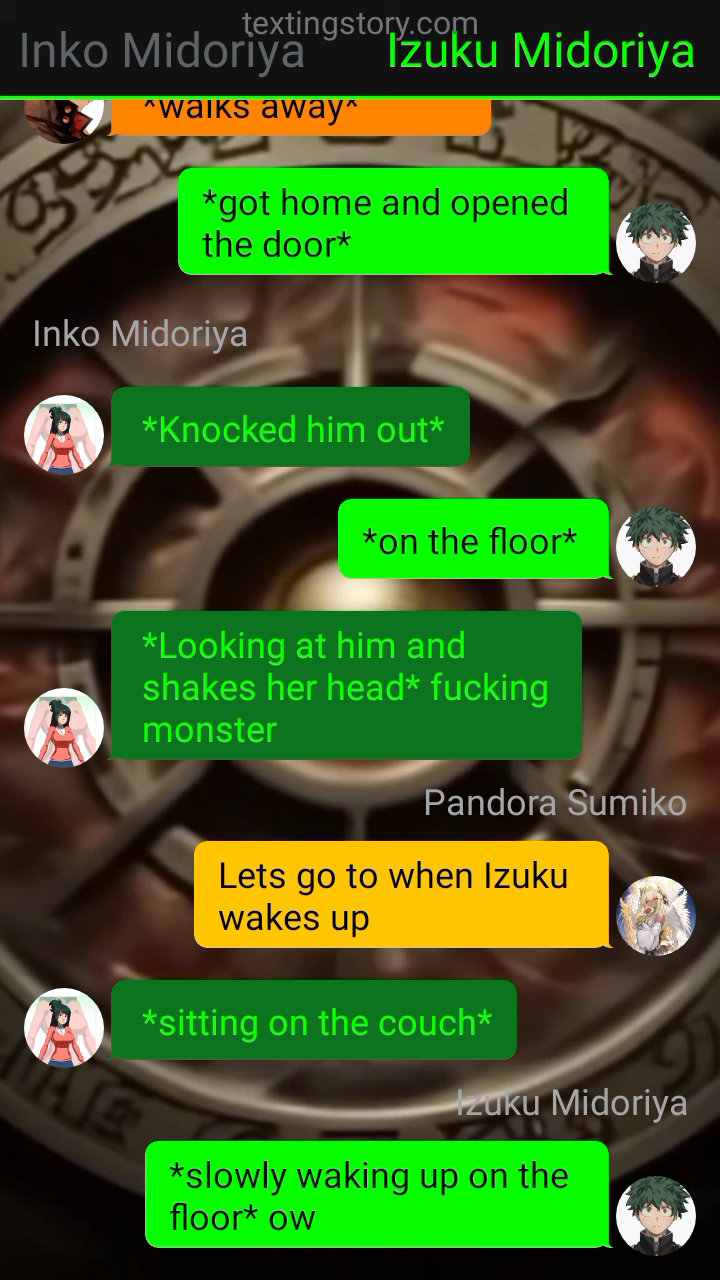 textingstory.com
Inko Midoriya
Izuku Midoriya
*walks away*
*got home and opened
the door*
Inko Midoriya
*Knocked him out*
*on the floor*
*Looking at him and
shakes her head* fucking
monster
Pandora Sumiko
Lets go to when Izuku
wakes up
*sitting on the couch*
Izuku Midoriya
*slowly waking up on the
floor* ow